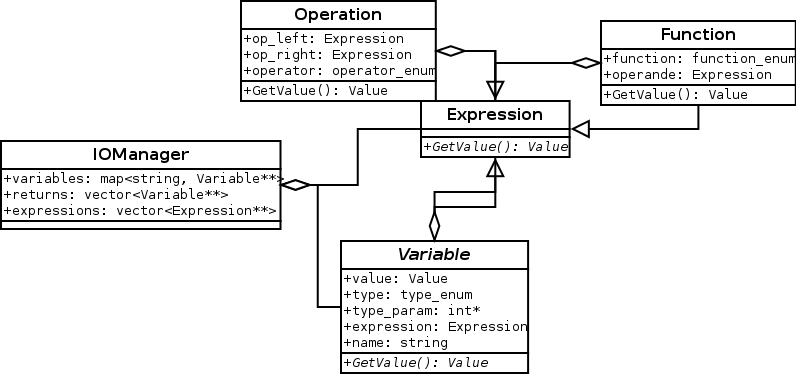 Operation
+op_left: Expression
+op_right: Expression
+operator: operator_enum
+GetValue(): Value
Function
+function: function_enum
+operande: Expression
+GetValue(): Value
Expression
+GetValue(): Value
IOManager
+variables: map<string, Variable**>
+returns: vector<Variable**>
+expressions: vector<Expression**>
Variable
+value: Value
+type: type_enum
+type_param: int*
+expression: Expression
+name: string
+GetValue(): Value